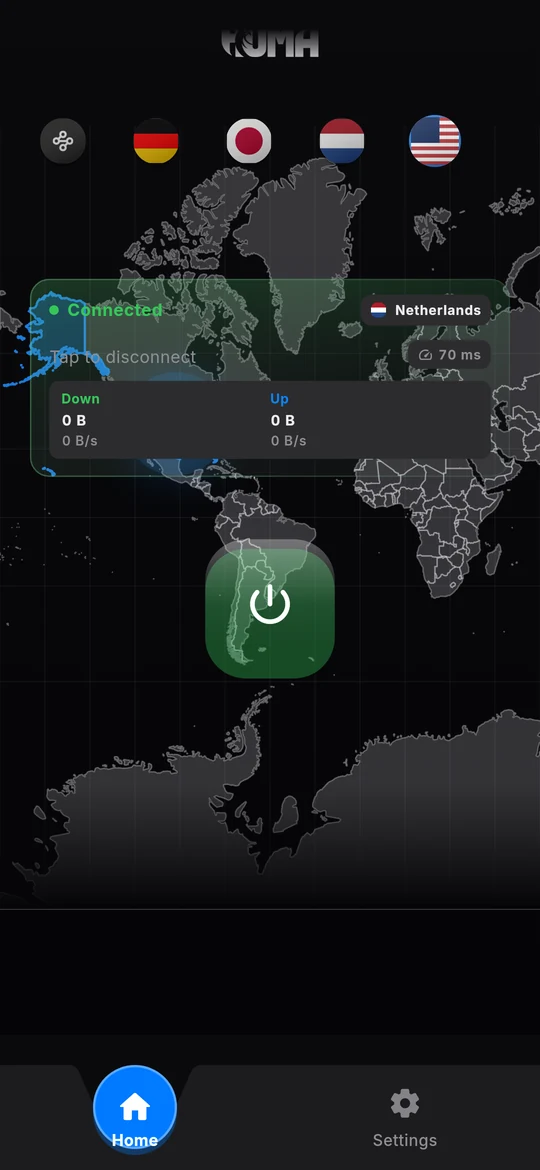 Connected
Netherlands
Tap to disconnect
70 ms
Down
Up
0 B
0 B
0 B/s
0 B/s
Home
Settings